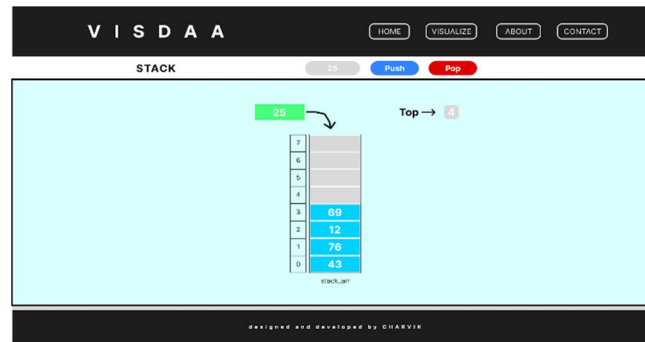 VISDAA HOME VISUALIZE ABOUT CONTACT
STACK 25 Push Pop
25 Top → 4
7
6
5
4
3 69
2 12
1 76
0 43
stack_arr
designed and developed by CHARVIK